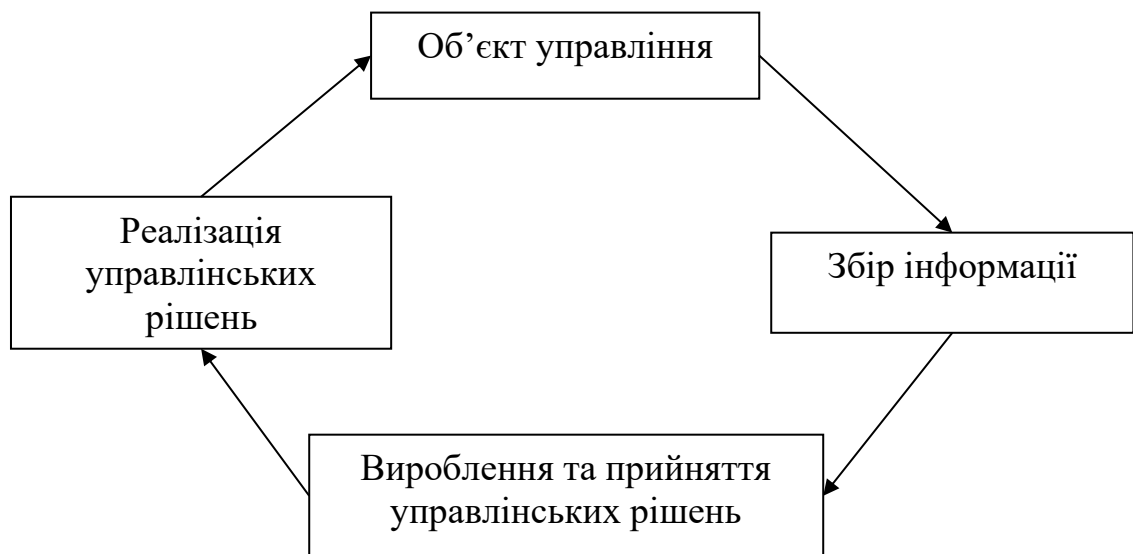 Об’єкт управління
Реалізація
управлінських
рішень
Збір інформації
Вироблення та прийняття
управлінських рішень